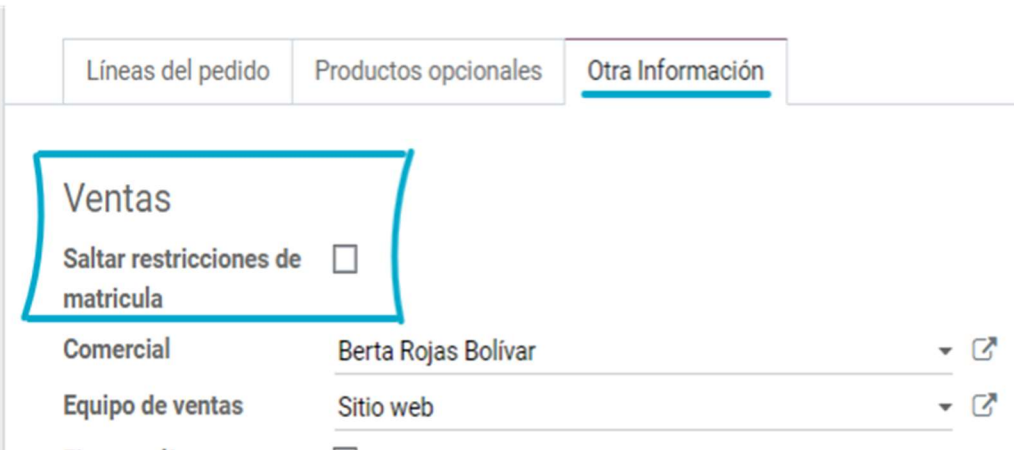 Líneas del pedido Productos opcionales Otra Información
Ventas
Saltar restricciones de
matricula
Comercial Berta Rojas Bolívar
Equipo de ventas Sitio web